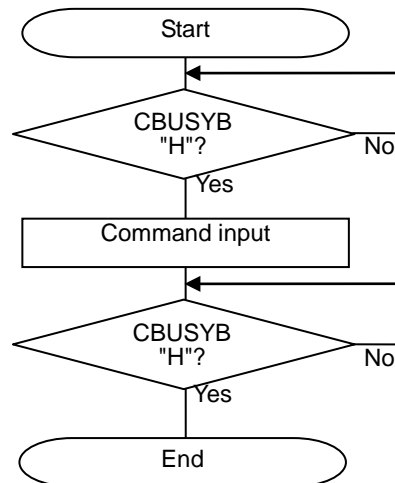 Start
CBUSYB
"H"?
No
Yes
Command input
CBUSYB
"H"?
No
Yes
End